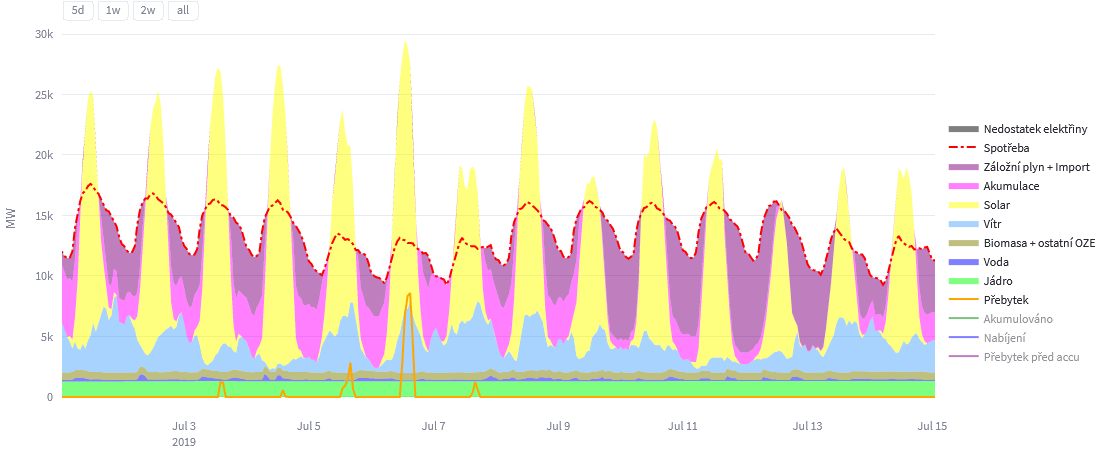 5d 1w 2w all
30k
25k
20k
15k
10k
5k
0
MW
Jul 3 Jul 5 Jul 7 Jul 9 Jul 11 Jul 13 Jul 15
2019
Nedostatek elektřiny
Spotřeba
Záložní plyn + Import
Akumulace
Solar
Vítr
Biomasa + ostatní OZE
Voda
Jádro
Přebytek
Akumulováno
Nabíjení
Přebytek před accu